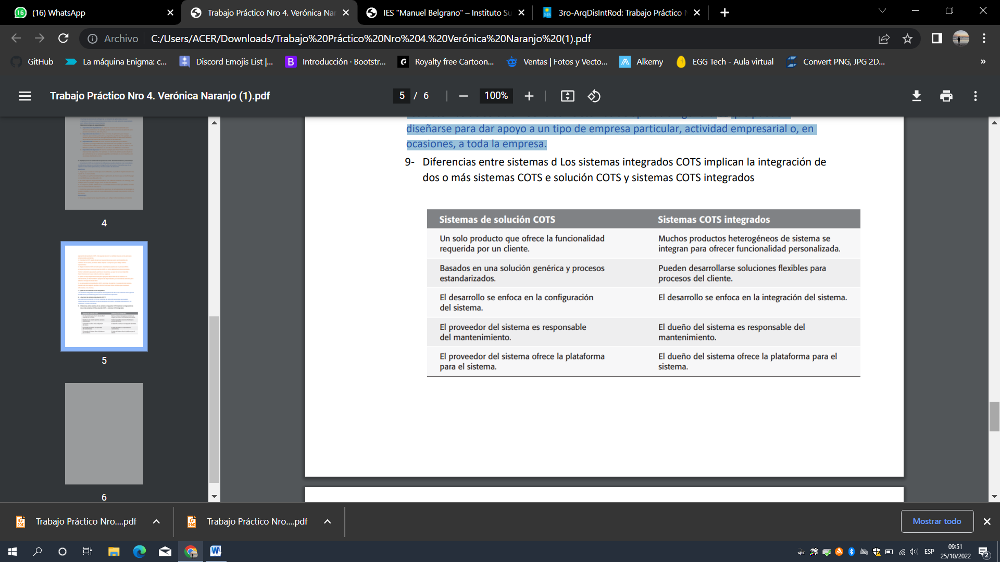 (16) WhatsApp
Trabajo Práctico Nro 4. Verónica Nar
IES "Manuel Belgrano" – Instituto Su
3ro-ArqDisIntRod: Trabajo Práctico N
Archivo
C:/Users/ACER/Downloads/Trabajo%20Práctico%20Nro%204.%20Verónica%20Naranjo%20(1).pdf
GitHub
La máquina Enigma: c...
Discord Emojis List |...
Introducción · Bootstr...
Royalty free Cartoon...
Ventas | Fotos y Vecto...
Alkemy
EGG Tech - Aula virtual
Convert PNG, JPG 2D...
»
Trabajo Práctico Nro 4. Verónica Naranjo (1).pdf
5 / 6
100%
4
5
6
diseñarse para dar apoyo a un tipo de empresa particular, actividad empresarial o, en
ocasiones, a toda la empresa.
9- Diferencias entre sistemas d Los sistemas integrados COTS implican la integración de
dos o más sistemas COTS e solución COTS y sistemas COTS integrados
Sistemas de solución COTS
Sistemas COTS integrados
Un solo producto que ofrece la funcionalidad
requerida por un cliente.
Muchos productos heterogéneos de sistema se
integran para ofrecer funcionalidad personalizada.
Basados en una solución genérica y procesos
estandarizados.
Pueden desarrollarse soluciones flexibles para
procesos del cliente.
El desarrollo se enfoca en la configuración
del sistema.
El desarrollo se enfoca en la integración del sistema.
El proveedor del sistema es responsable
del mantenimiento.
El dueño del sistema es responsable del
mantenimiento.
El proveedor del sistema ofrece la plataforma
para el sistema.
El dueño del sistema ofrece la plataforma para el
sistema.
Trabajo Práctico Nro....pdf
Trabajo Práctico Nro....pdf
Mostrar todo
ESP
09:51
25/10/2022
2